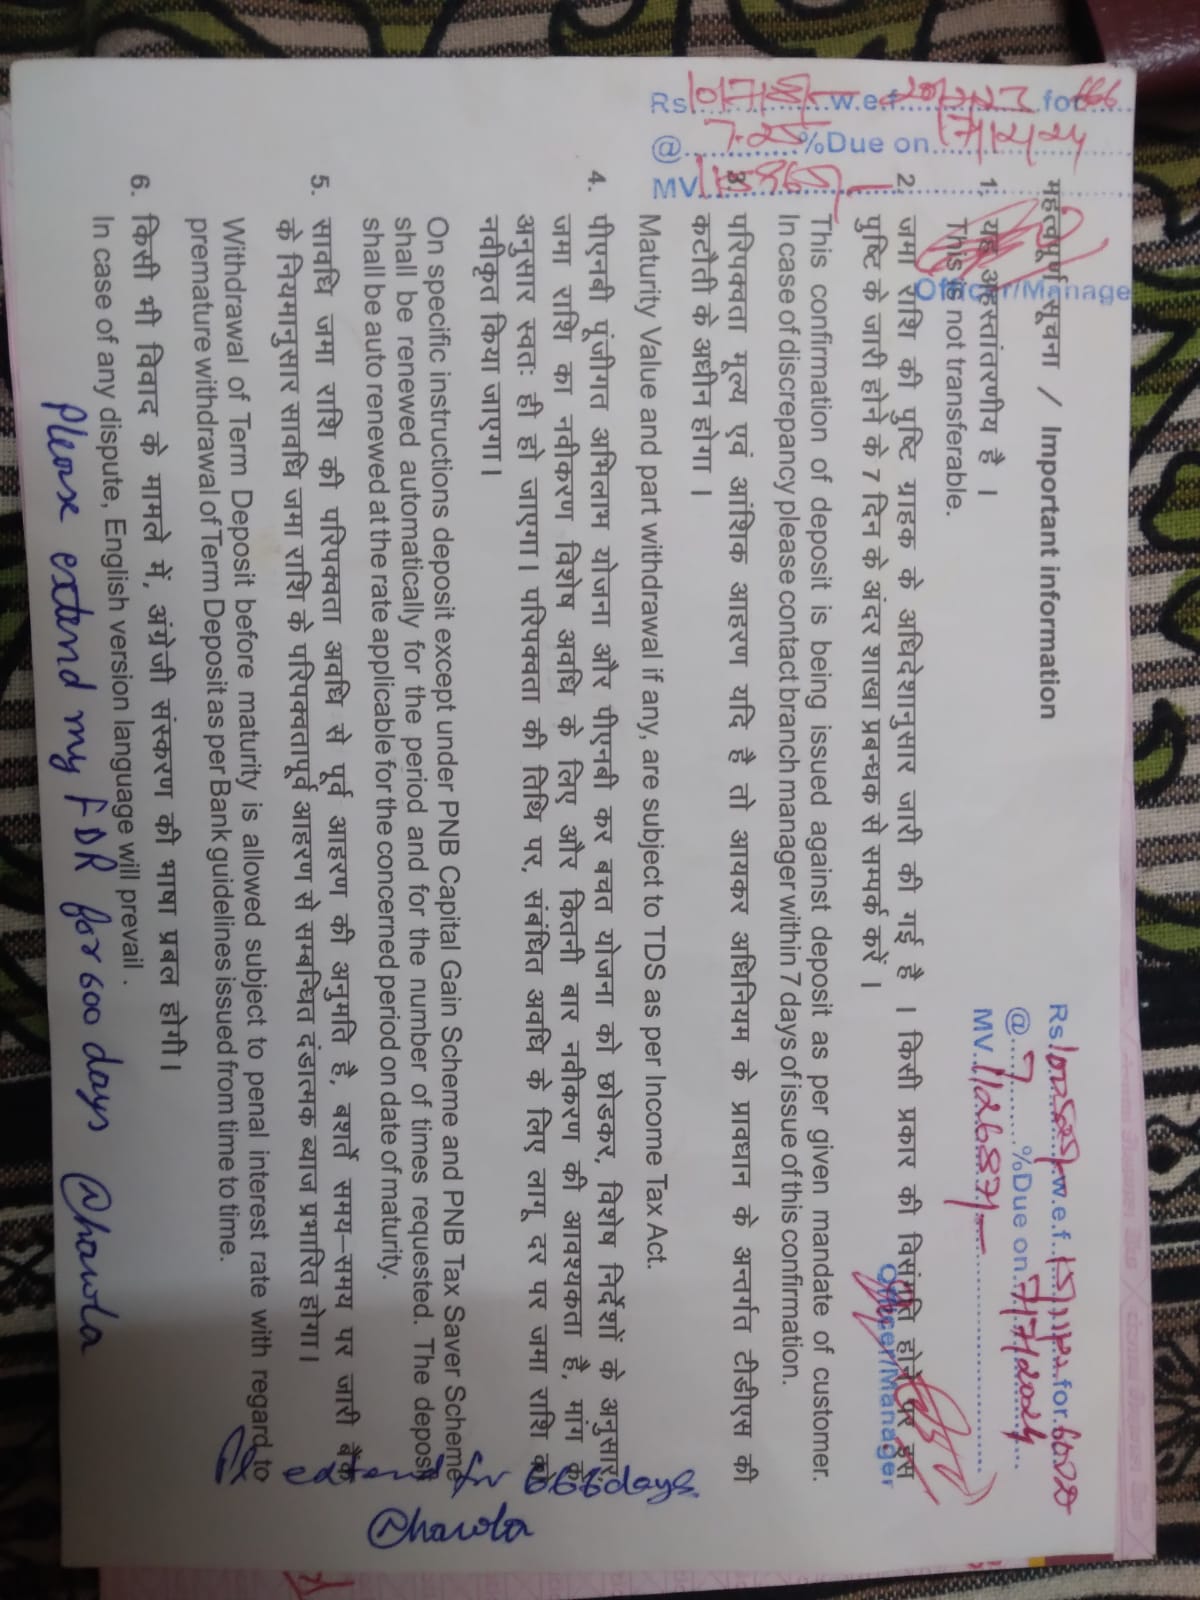 महत्वपूर्ण सूचना / Important information
Rs. w.e.f. 15/11/22 for 600D
@ 7 %Due on 7/7/2024
MV 112687/-
Officer/Manager
1. यह अहस्तांतरणीय है ।
This is not transferable.
2. जमा राशि की पुष्टि ग्राहक के अधिदेशानुसार जारी की गई है । किसी प्रकार की विसंगति होने पर इस
पुष्टि के जारी होने के 7 दिन के अंदर शाखा प्रबन्धक से सम्पर्क करें ।
This confirmation of deposit is being issued against deposit as per given mandate of customer.
In case of discrepancy please contact branch manager within 7 days of issue of this confirmation.
3. परिपक्वता मूल्य एवं आंशिक आहरण यदि है तो आयकर अधिनियम के प्रावधान के अन्तर्गत टीडीएस की
कटौती के अधीन होगा ।
Maturity Value and part withdrawal if any, are subject to TDS as per Income Tax Act.
4. पीएनबी पूंजीगत अभिलाभ योजना और पीएनबी कर बचत योजना को छोडकर, विशेष निर्देशों के अनुसार
जमा राशि का नवीकरण विशेष अवधि के लिए और कितनी बार नवीकरण की आवश्यकता है, मांग के
अनुसार स्वतः ही हो जाएगा। परिपक्वता की तिथि पर, संबंधित अवधि के लिए लागू दर पर जमा राशि का
नवीकृत किया जाएगा।
On specific instructions deposit except under PNB Capital Gain Scheme and PNB Tax Saver Scheme
shall be renewed automatically for the period and for the number of times requested. The deposit
shall be auto renewed at the rate applicable for the concerned period on date of maturity.
5. सावधि जमा राशि की परिपक्वता अवधि से पूर्व आहरण की अनुमति है, बशर्ते समय–समय पर जारी बैंक
के नियमानुसार सावधि जमा राशि के परिपक्वतापूर्व आहरण से सम्बन्धित दंडात्मक ब्याज प्रभारित होगा।
Withdrawal of Term Deposit before maturity is allowed subject to penal interest rate with regard to
premature withdrawal of Term Deposit as per Bank guidelines issued from time to time.
6. किसी भी विवाद के मामले में, अंग्रेजी संस्करण की भाषा प्रबल होगी।
In case of any dispute, English version language will prevail .
Please extend my FDR for 600 days Chawla
Rs. w.e.f. for 666
@ 7.25 %Due on
MV
Officer/Manager
Pl extend for 666days
Chawla